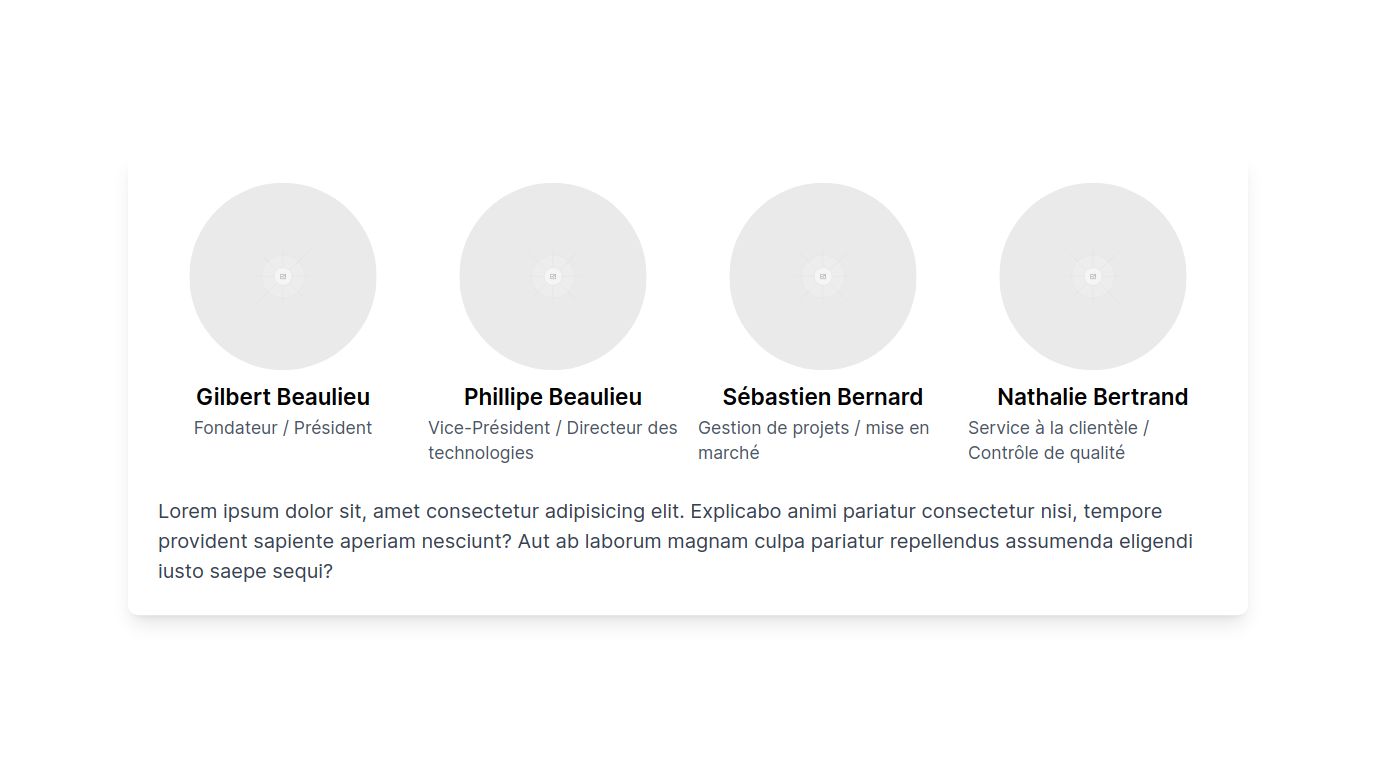 Gilbert Beaulieu
Fondateur / Président
Phillipe Beaulieu
Vice-Président / Directeur des
technologies
Sébastien Bernard
Gestion de projets / mise en
marché
Nathalie Bertrand
Service à la clientèle /
Contrôle de qualité
Lorem ipsum dolor sit, amet consectetur adipisicing elit. Explicabo animi pariatur consectetur nisi, tempore
provident sapiente aperiam nesciunt? Aut ab laborum magnam culpa pariatur repellendus assumenda eligendi
iusto saepe sequi?